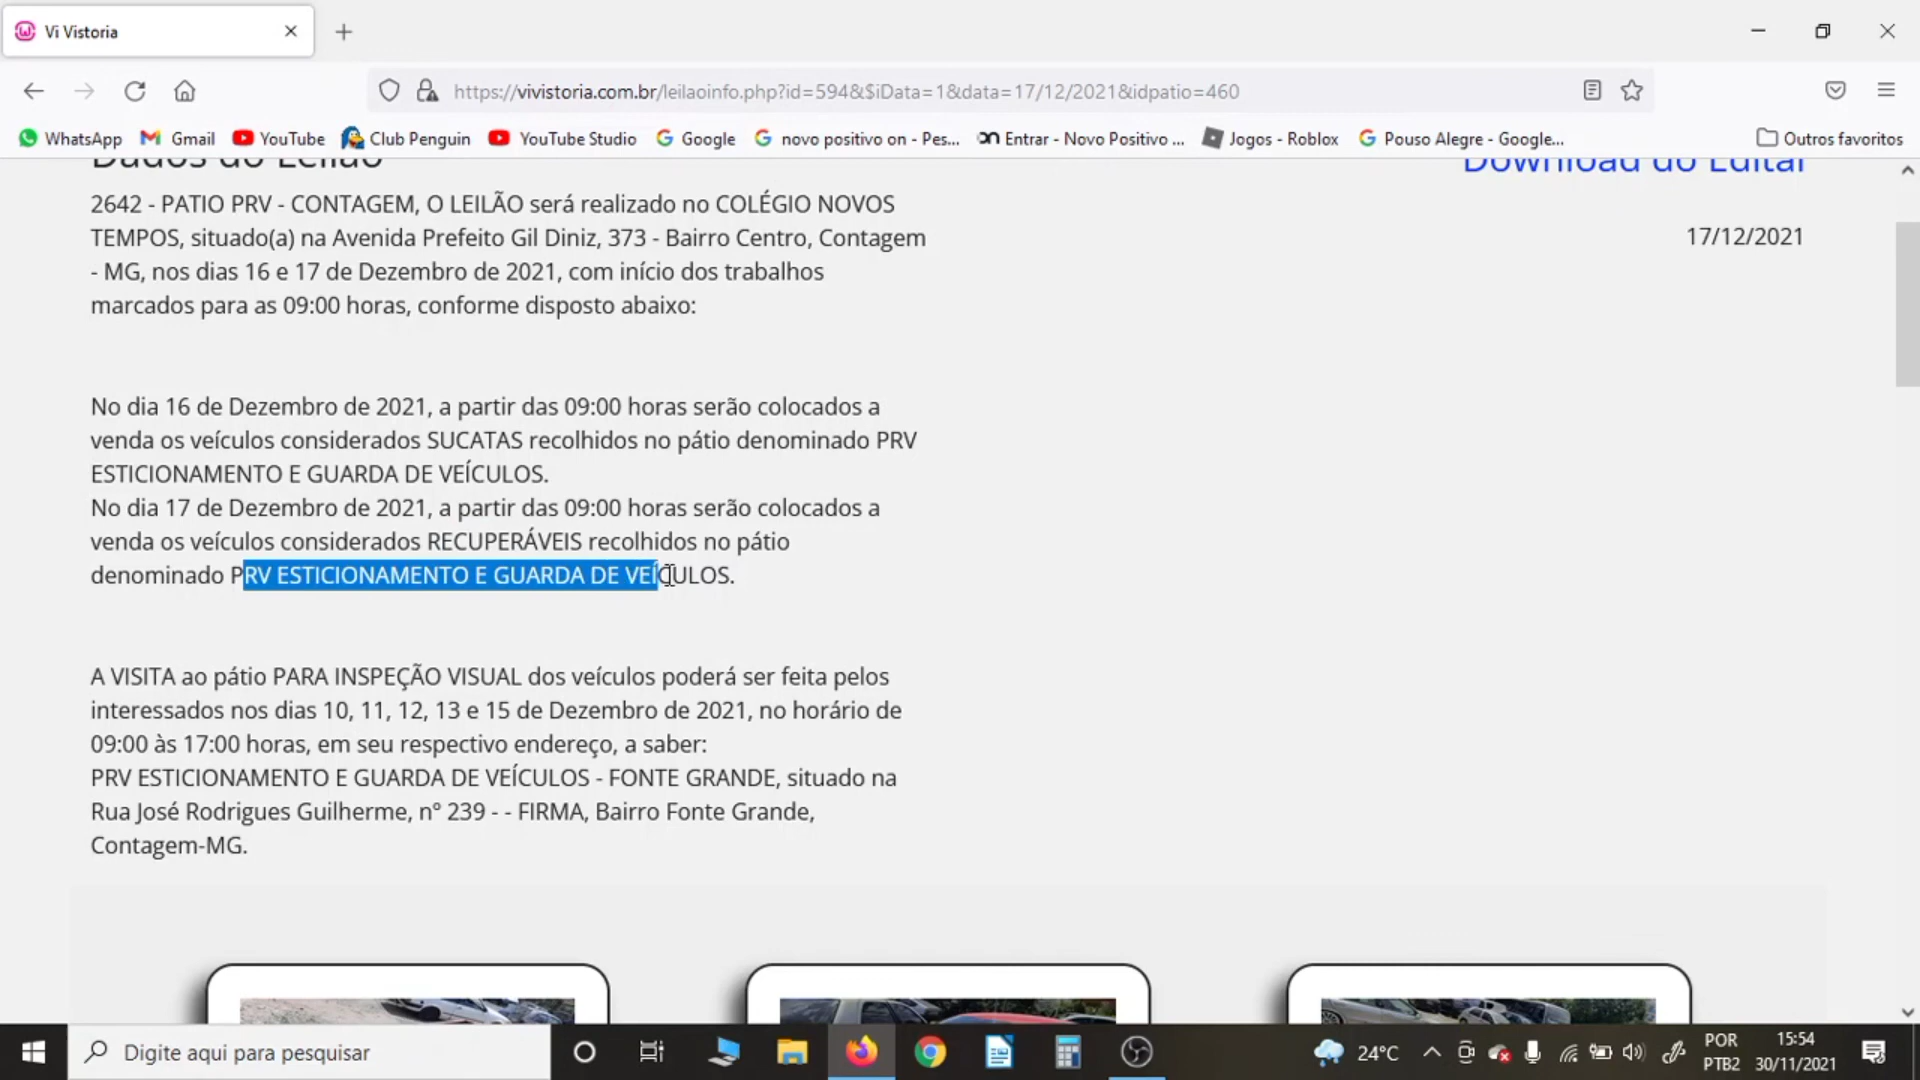 Vi Vistoria
https://vivistoria.com.br/leilaoinfo.php?id=594&$iData=1&data=17/12/2021&idpatio=460
WhatsApp Gmail YouTube Club Penguin YouTube Studio Google novo positivo on - Pes... Entrar - Novo Positivo ... Jogos - Roblox Pouso Alegre - Google... Outros favoritos
Dados do Leilão Download do Edital
2642 - PATIO PRV - CONTAGEM, O LEILÃO será realizado no COLÉGIO NOVOS
TEMPOS, situado(a) na Avenida Prefeito Gil Diniz, 373 - Bairro Centro, Contagem
17/12/2021
- MG, nos dias 16 e 17 de Dezembro de 2021, com início dos trabalhos
marcados para as 09:00 horas, conforme disposto abaixo:
No dia 16 de Dezembro de 2021, a partir das 09:00 horas serão colocados a
venda os veículos considerados SUCATAS recolhidos no pátio denominado PRV
ESTICIONAMENTO E GUARDA DE VEÍCULOS.
No dia 17 de Dezembro de 2021, a partir das 09:00 horas serão colocados a
venda os veículos considerados RECUPERÁVEIS recolhidos no pátio
denominado PRV ESTICIONAMENTO E GUARDA DE VEÍCULOS.
A VISITA ao pátio PARA INSPEÇÃO VISUAL dos veículos poderá ser feita pelos
interessados nos dias 10, 11, 12, 13 e 15 de Dezembro de 2021, no horário de
09:00 às 17:00 horas, em seu respectivo endereço, a saber:
PRV ESTICIONAMENTO E GUARDA DE VEÍCULOS - FONTE GRANDE, situado na
Rua José Rodrigues Guilherme, nº 239 - - FIRMA, Bairro Fonte Grande,
Contagem-MG.
Digite aqui para pesquisar
24°C
POR
PTB2
15:54
30/11/2021